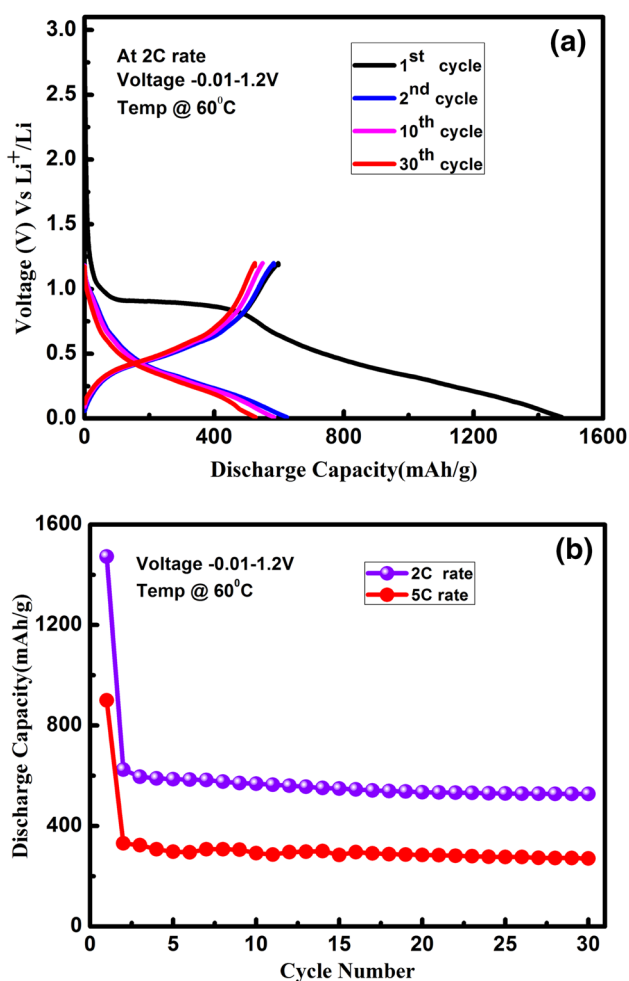 (a)
At 2C rate
Voltage -0.01-1.2V
Temp @ 60⁰C
1st cycle
2nd cycle
10th cycle
30th cycle
Voltage (V) Vs Li+/Li
3.0
2.5
2.0
1.5
1.0
0.5
0.0
0 400 800 1200 1600
Discharge Capacity(mAh/g)
(b)
Voltage -0.01-1.2V
Temp @ 60⁰C
2C rate
5C rate
Discharge Capacity(mAh/g)
1600
1200
800
400
0
0 5 10 15 20 25 30
Cycle Number